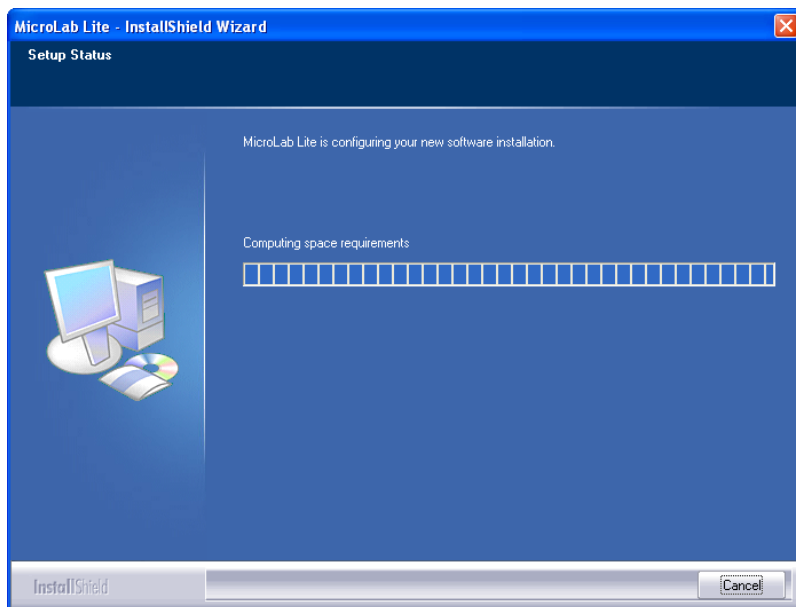 MicroLab Lite - InstallShield Wizard
Setup Status
MicroLab Lite is configuring your new software installation.
Computing space requirements
InstallShield
Cancel